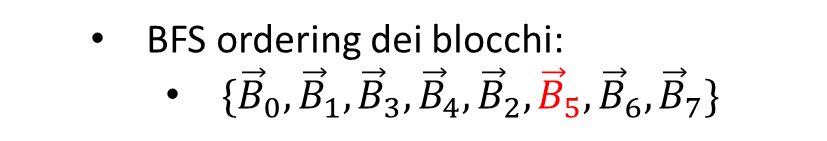 • BFS ordering dei blocchi:
• {B⃗₀, B⃗₁, B⃗₃, B⃗₄, B⃗₂, B⃗₅, B⃗₆, B⃗₇}